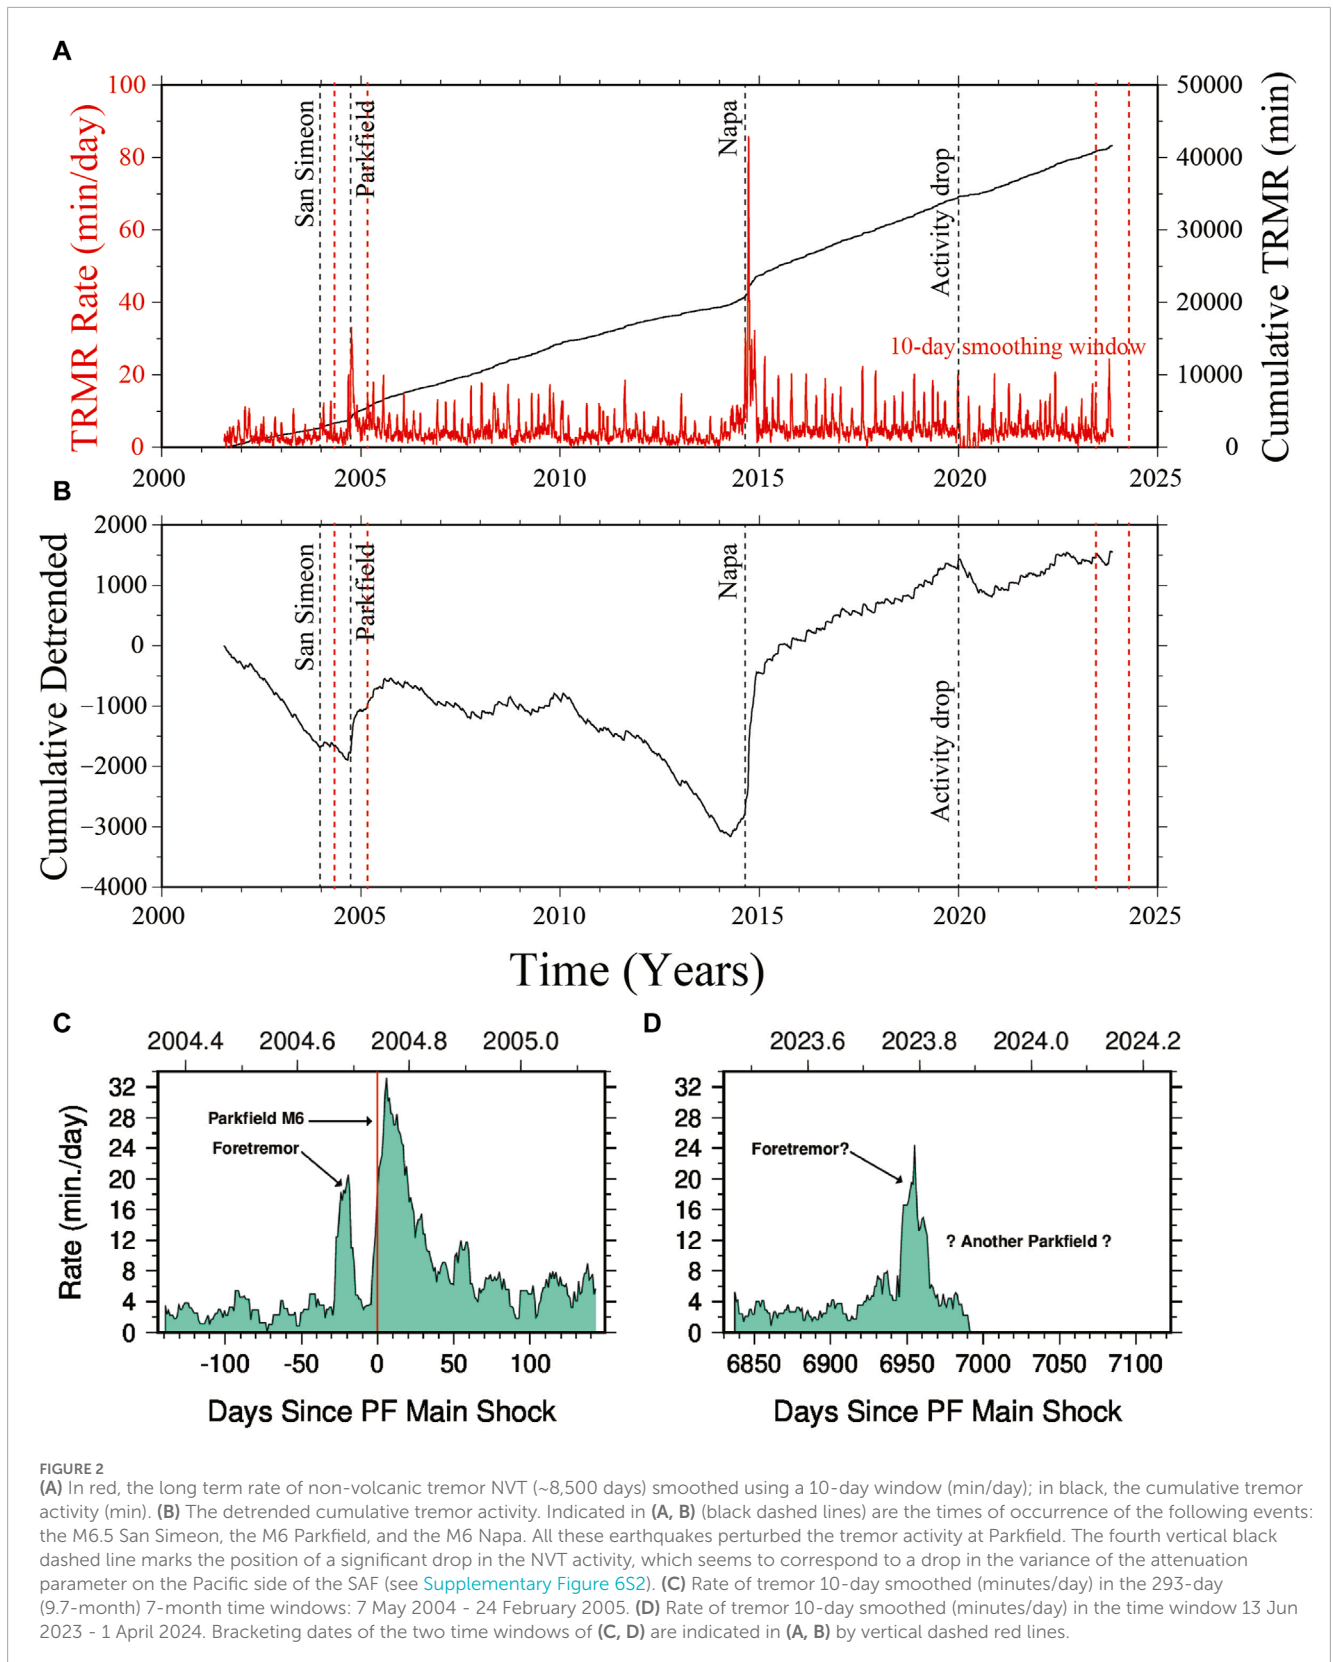 A
TRMR Rate (min/day)
100
80
60
40
20
0
San Simeon
Parkfield
Napa
Activity drop
10-day smoothing window
50000
40000
30000
20000
10000
0
Cumulative TRMR (min)
2000 2005 2010 2015 2020 2025
B
Cumulative Detrended
2000
1000
0
−1000
−2000
−3000
−4000
San Simeon
Parkfield
Napa
Activity drop
2000 2005 2010 2015 2020 2025
Time (Years)
C
2004.4 2004.6 2004.8 2005.0
Rate (min./day)
32
28
24
20
16
12
8
4
0
Parkfield M6
Foretremor
-100 -50 0 50 100
Days Since PF Main Shock
D
2023.6 2023.8 2024.0 2024.2
32
28
24
20
16
12
8
4
0
Foretremor?
? Another Parkfield ?
6850 6900 6950 7000 7050 7100
Days Since PF Main Shock
FIGURE 2
(A) In red, the long term rate of non-volcanic tremor NVT (~8,500 days) smoothed using a 10-day window (min/day); in black, the cumulative tremor
activity (min). (B) The detrended cumulative tremor activity. Indicated in (A, B) (black dashed lines) are the times of occurrence of the following events:
the M6.5 San Simeon, the M6 Parkfield, and the M6 Napa. All these earthquakes perturbed the tremor activity at Parkfield. The fourth vertical black
dashed line marks the position of a significant drop in the NVT activity, which seems to correspond to a drop in the variance of the attenuation
parameter on the Pacific side of the SAF (see Supplementary Figure 6S2). (C) Rate of tremor 10-day smoothed (minutes/day) in the 293-day
(9.7-month) 7-month time windows: 7 May 2004 - 24 February 2005. (D) Rate of tremor 10-day smoothed (minutes/day) in the time window 13 Jun
2023 - 1 April 2024. Bracketing dates of the two time windows of (C, D) are indicated in (A, B) by vertical dashed red lines.